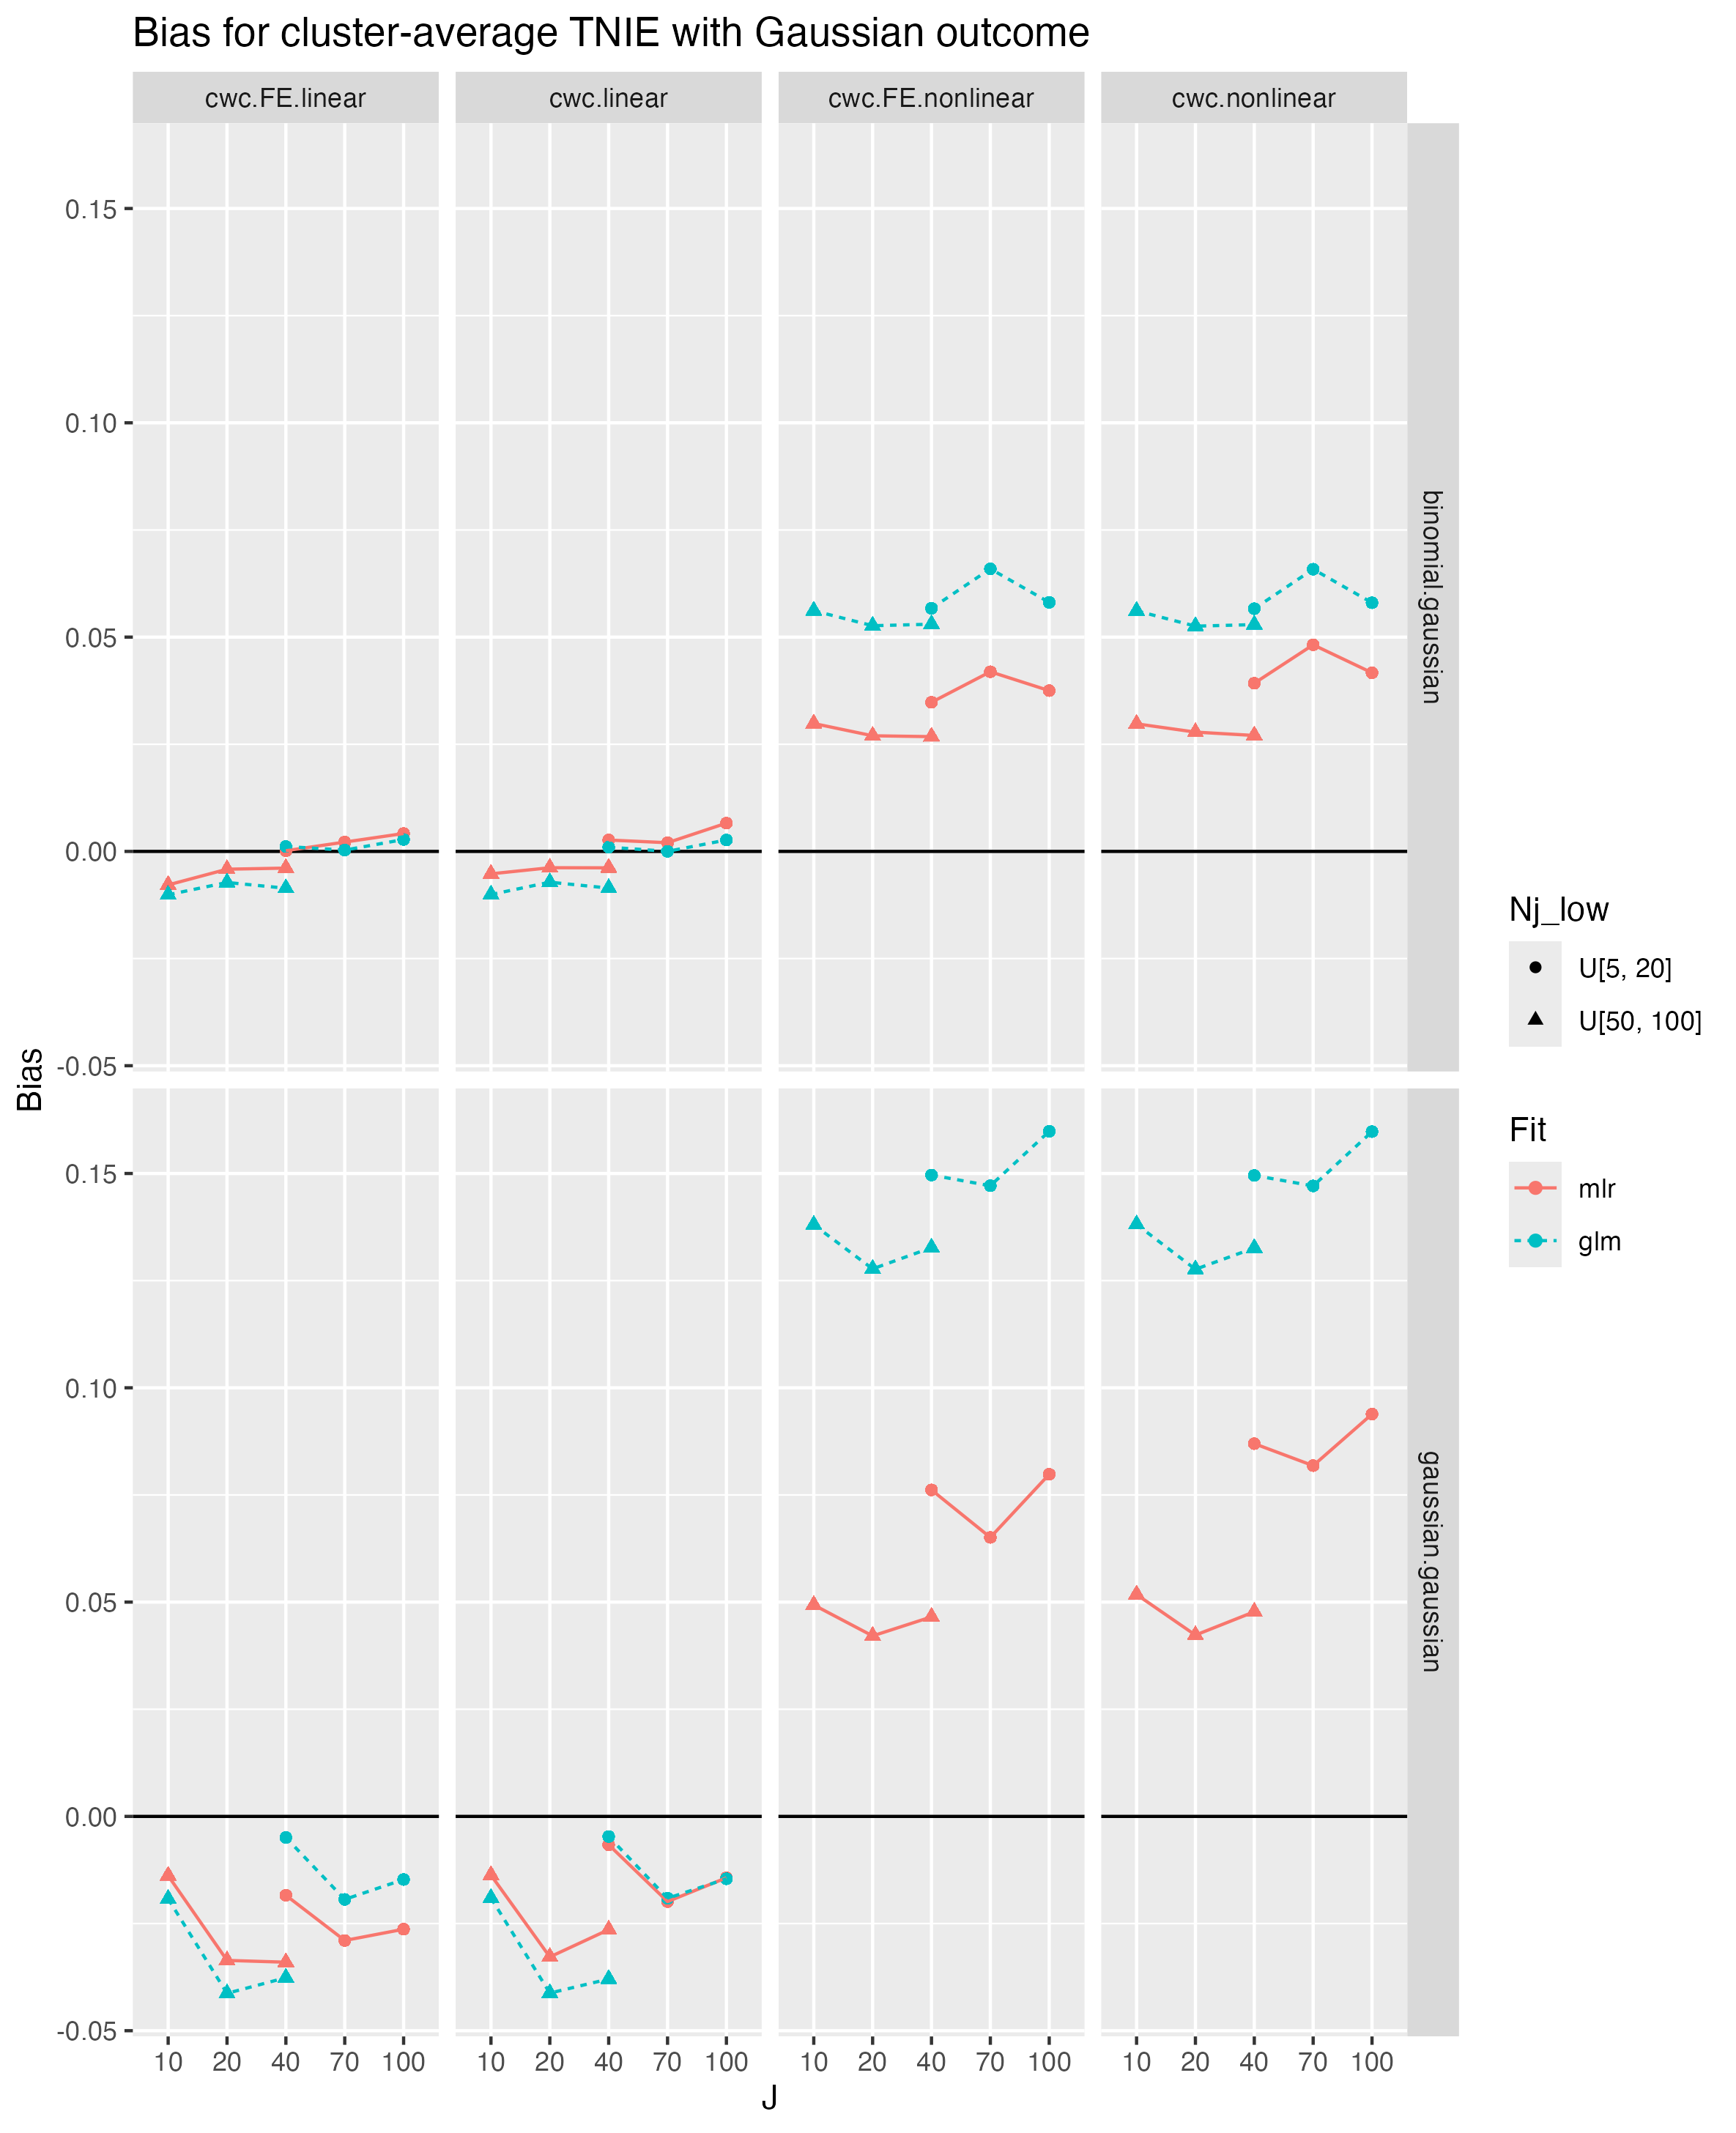 Bias for cluster-average TNIE with Gaussian outcome
cwc.FE.linear
cwc.linear
cwc.FE.nonlinear
cwc.nonlinear
0.15
0.10
0.05
0.00
-0.05
binomial.gaussian
0.15
0.10
0.05
0.00
-0.05
gaussian.gaussian
Bias
10 20 40 70 100
10 20 40 70 100
10 20 40 70 100
10 20 40 70 100
J
Nj_low
U[5, 20]
U[50, 100]
Fit
mlr
glm